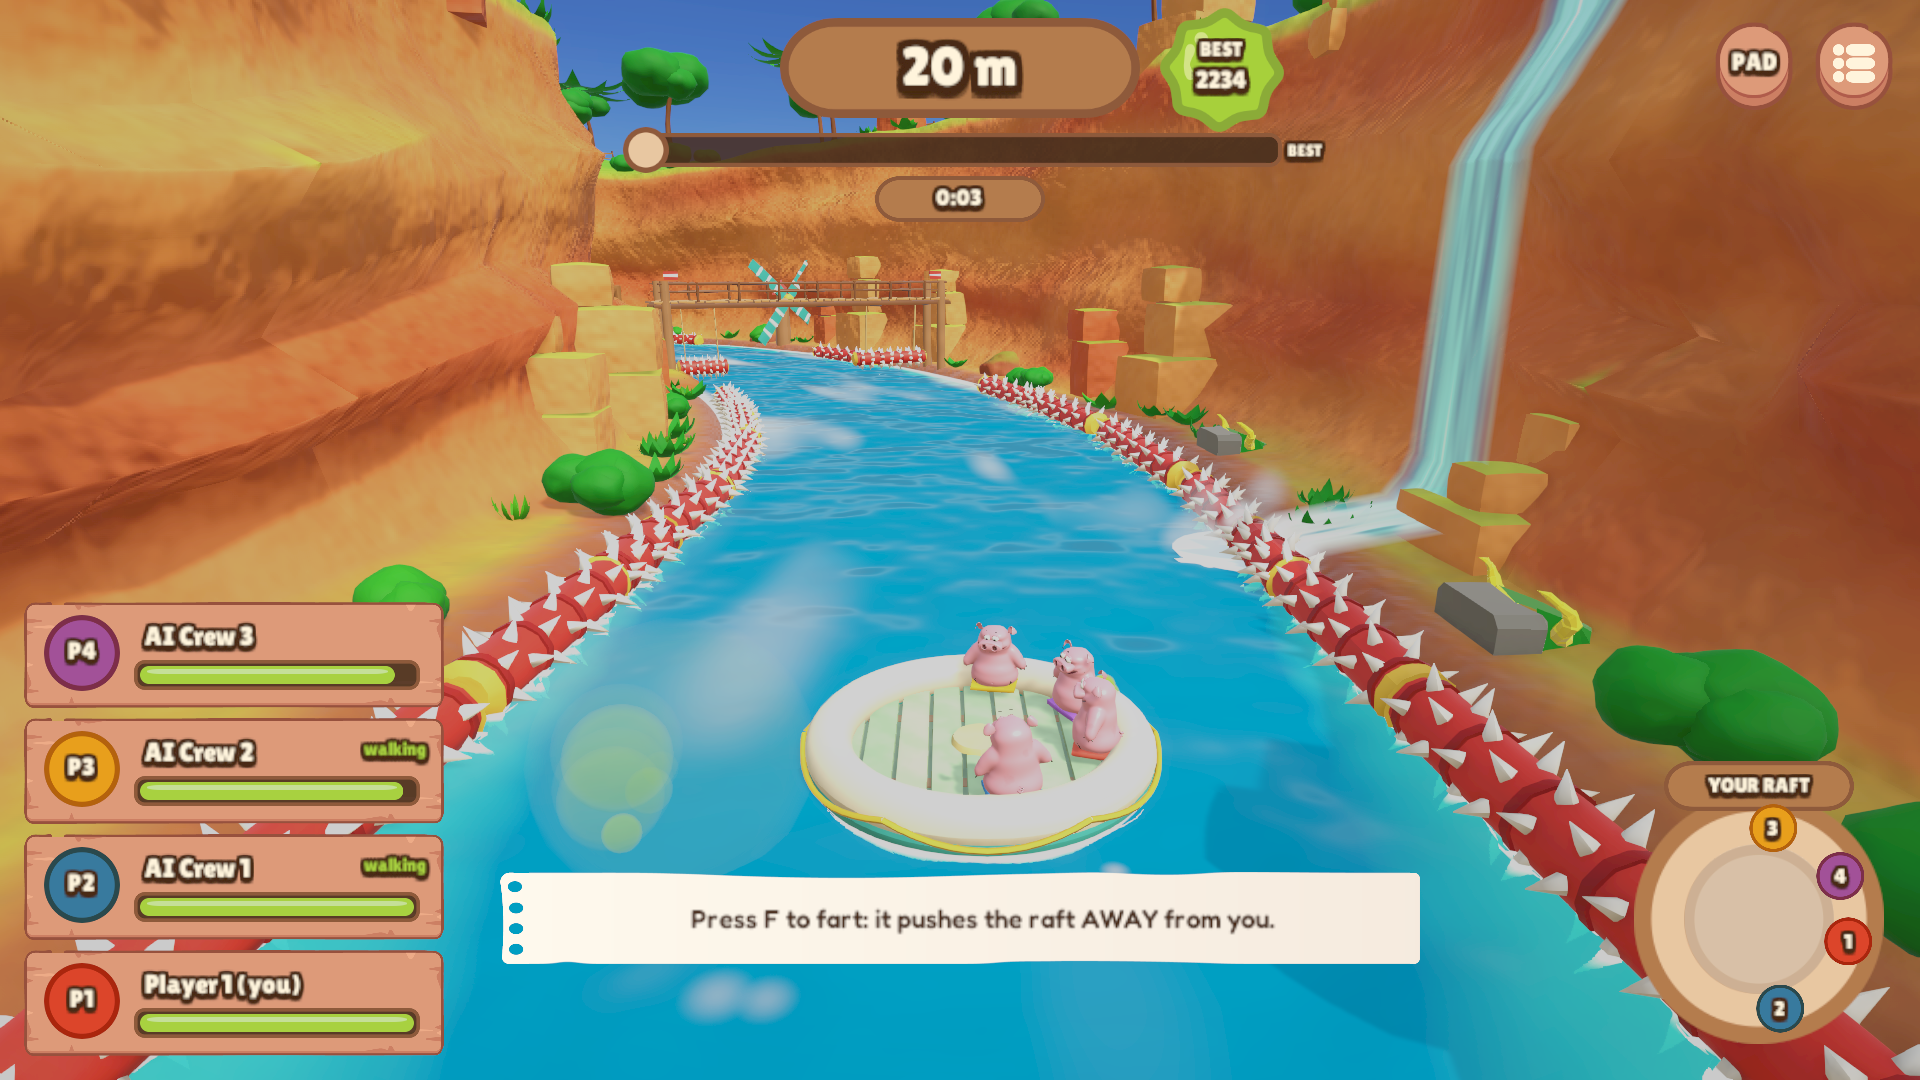 20 m
BEST
2234
PAD
BEST
0:03
P4
AI Crew 3
P3
AI Crew 2
walking
P2
AI Crew 1
walking
P1
Player 1 (you)
Press F to fart: it pushes the raft AWAY from you.
YOUR RAFT
3
4
1
2